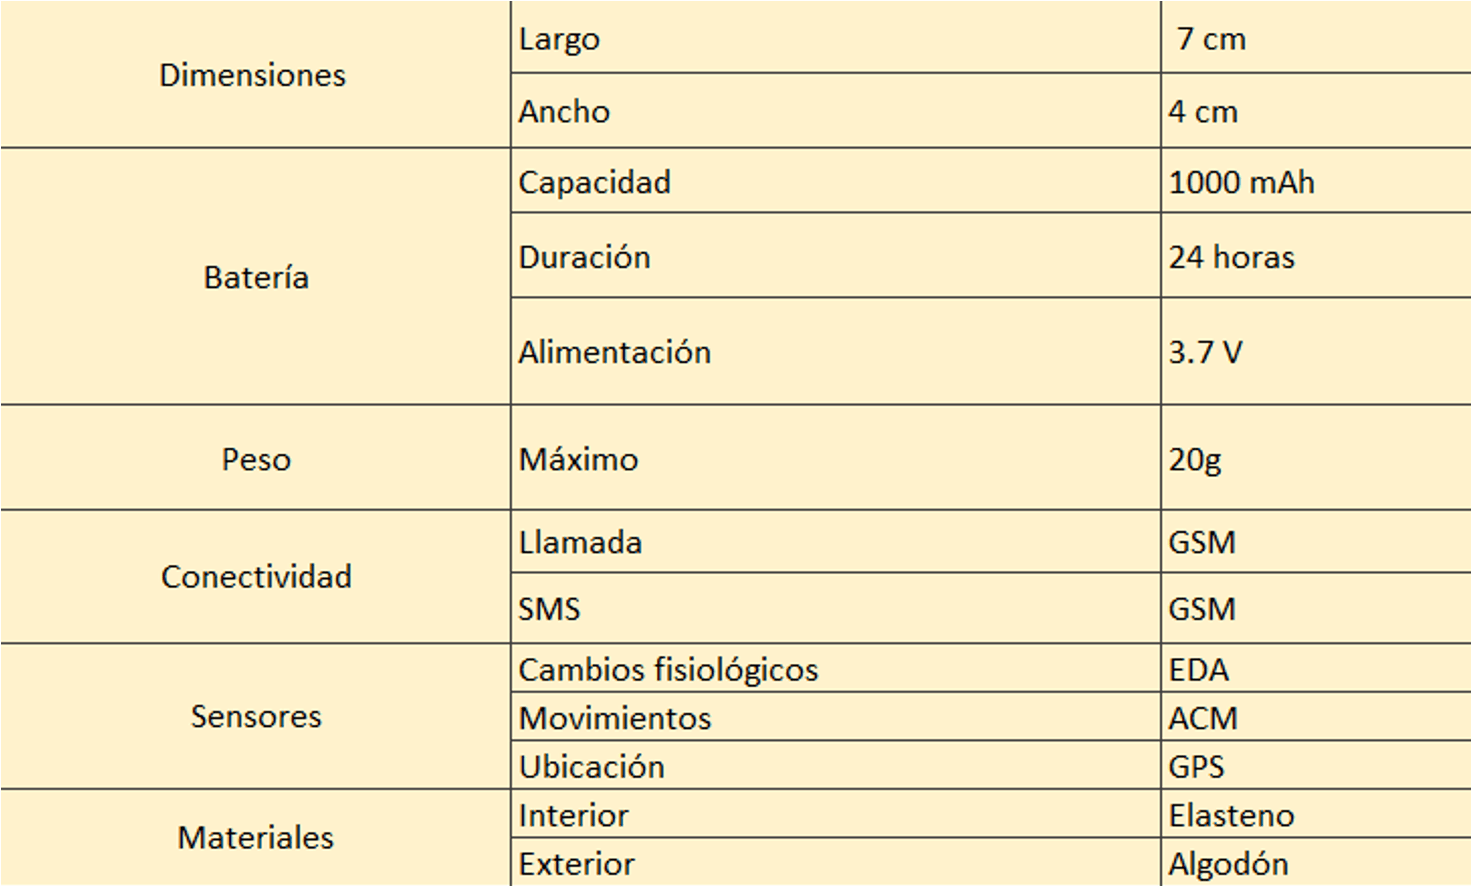 Dimensiones
Largo
7 cm
Ancho
4 cm
Batería
Capacidad
1000 mAh
Duración
24 horas
Alimentación
3.7 V
Peso
Máximo
20g
Conectividad
Llamada
GSM
SMS
GSM
Sensores
Cambios fisiológicos
EDA
Movimientos
ACM
Ubicación
GPS
Materiales
Interior
Elasteno
Exterior
Algodón